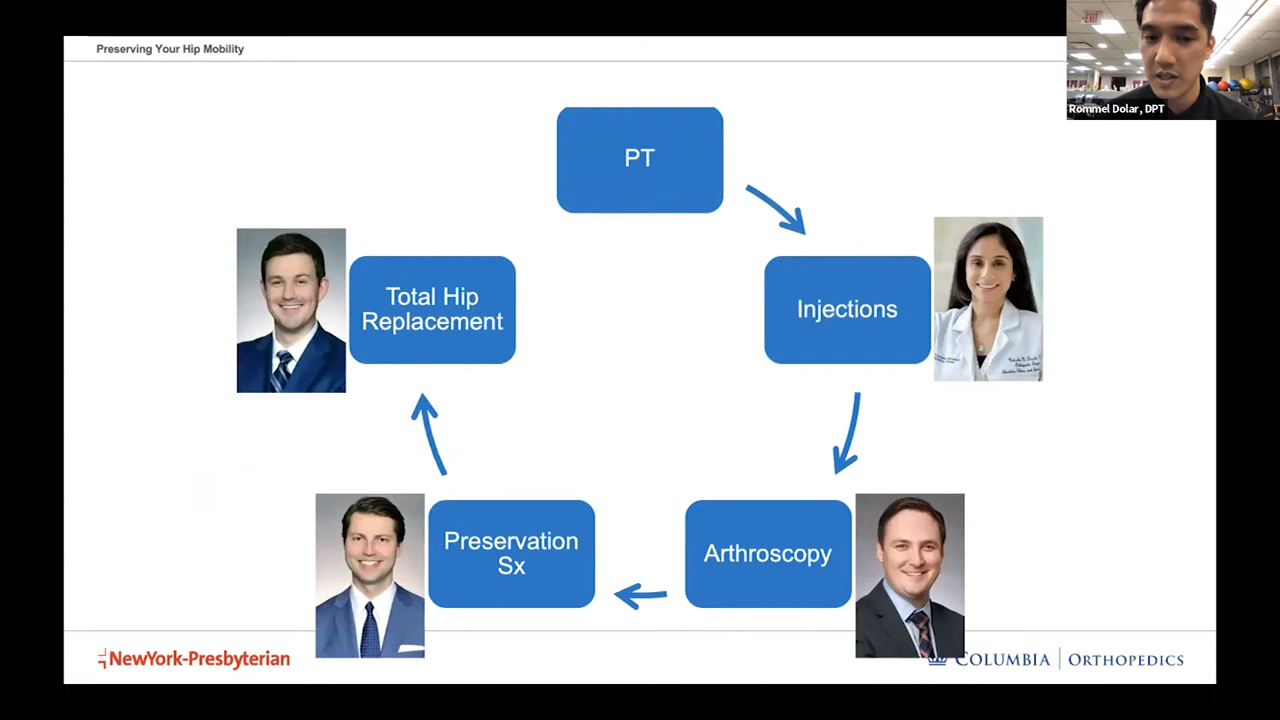 Preserving Your Hip Mobility
EXIT
Rommel Dolar, DPT
PT
Total Hip
Replacement
Injections
Preservation
Sx
Arthroscopy
NewYork-Presbyterian
COLUMBIA | ORTHOPEDICS